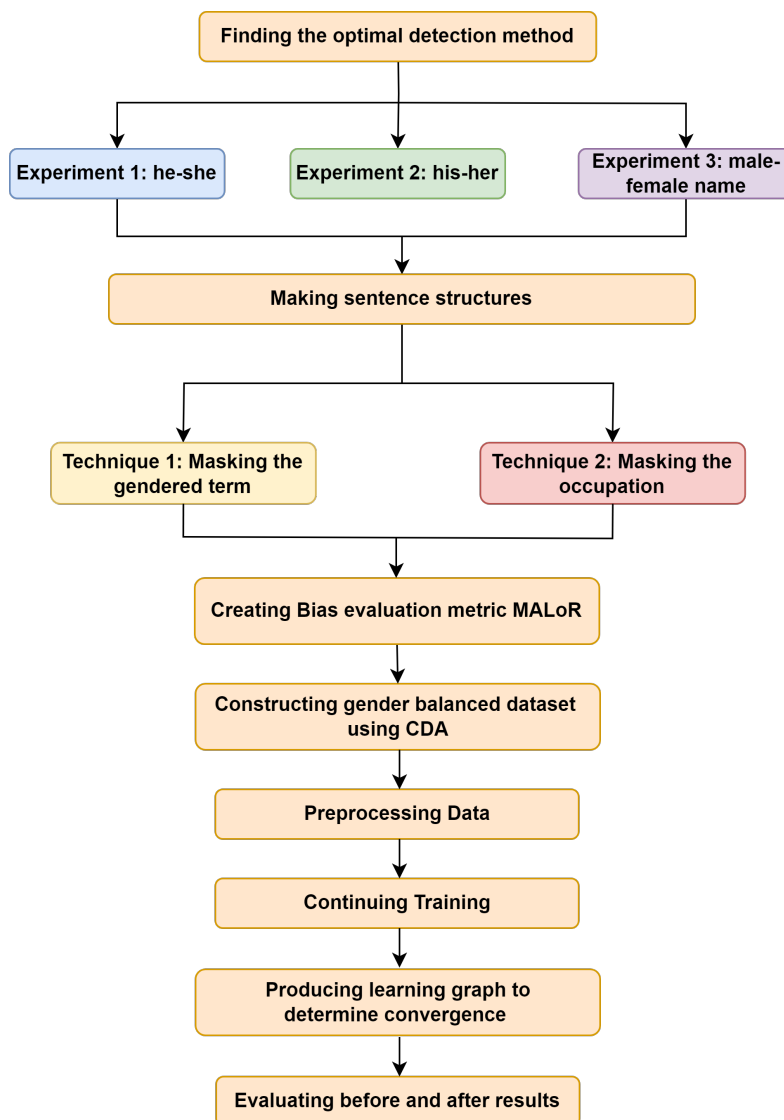 Finding the optimal detection method
Experiment 1: he-she
Experiment 2: his-her
Experiment 3: male-
female name
Making sentence structures
Technique 1: Masking the
gendered term
Technique 2: Masking the
occupation
Creating Bias evaluation metric MALoR
Constructing gender balanced dataset
using CDA
Preprocessing Data
Continuing Training
Producing learning graph to
determine convergence
Evaluating before and after results